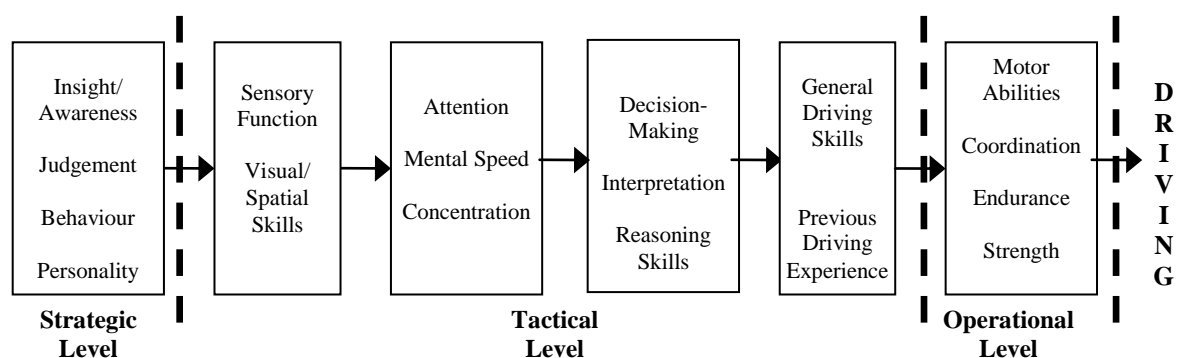 Insight/
Awareness
Judgement
Behaviour
Personality
Sensory
Function
Visual/
Spatial
Skills
Attention
Mental Speed
Concentration
Decision-
Making
Interpretation
Reasoning
Skills
General
Driving
Skills
Previous
Driving
Experience
Motor
Abilities
Coordination
Endurance
Strength
D
R
I
V
I
N
G
Strategic
Level
Tactical
Level
Operational
Level